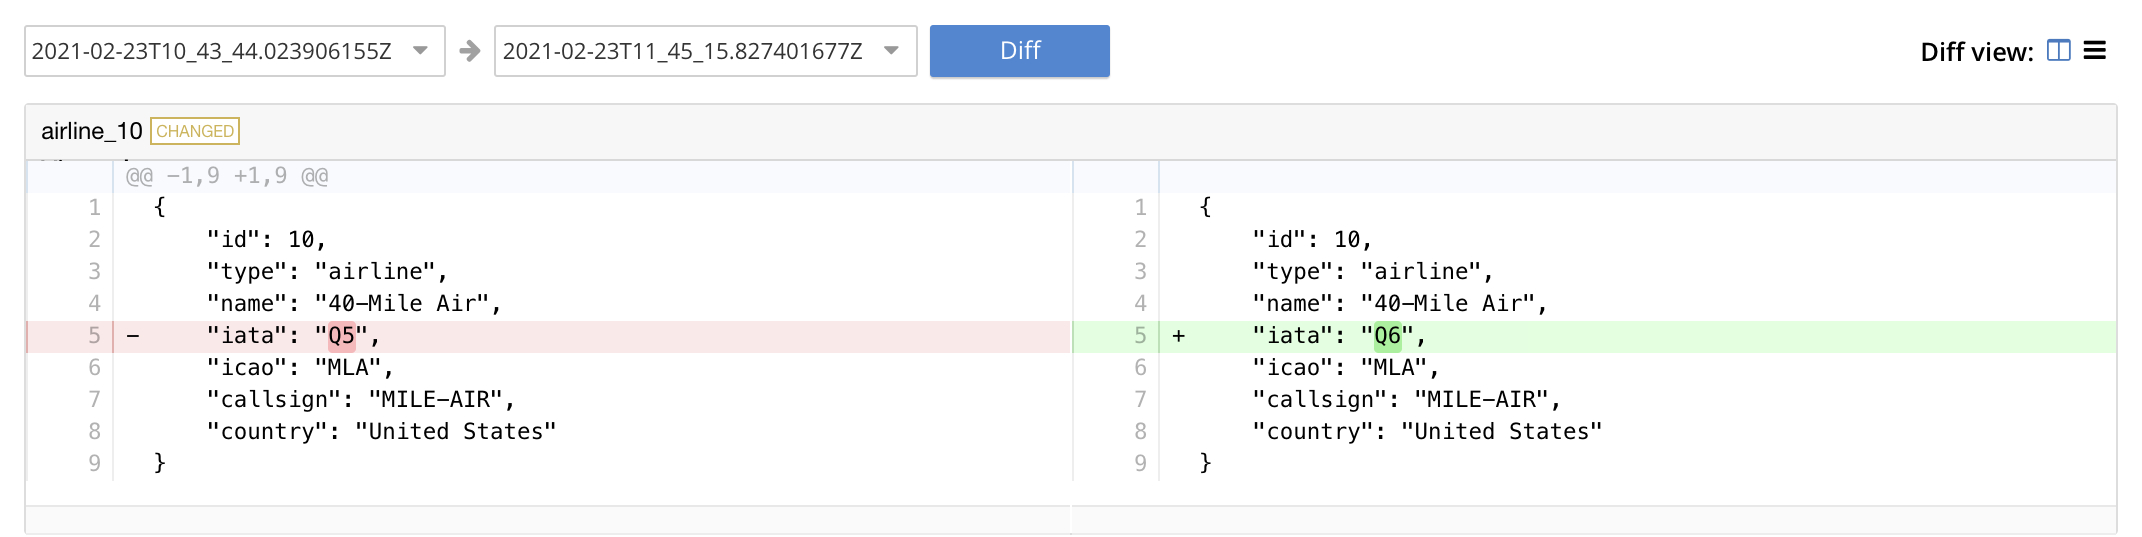 2021-02-23T10_43_44.023906155Z 2021-02-23T11_45_15.827401677Z Diff Diff view:
airline_10 CHANGED
@@ -1,9 +1,9 @@
1 { 1 {
2 "id": 10, 2 "id": 10,
3 "type": "airline", 3 "type": "airline",
4 "name": "40-Mile Air", 4 "name": "40-Mile Air",
5 - "iata": "Q5", 5 + "iata": "Q6",
6 "icao": "MLA", 6 "icao": "MLA",
7 "callsign": "MILE-AIR", 7 "callsign": "MILE-AIR",
8 "country": "United States" 8 "country": "United States"
9 } 9 }